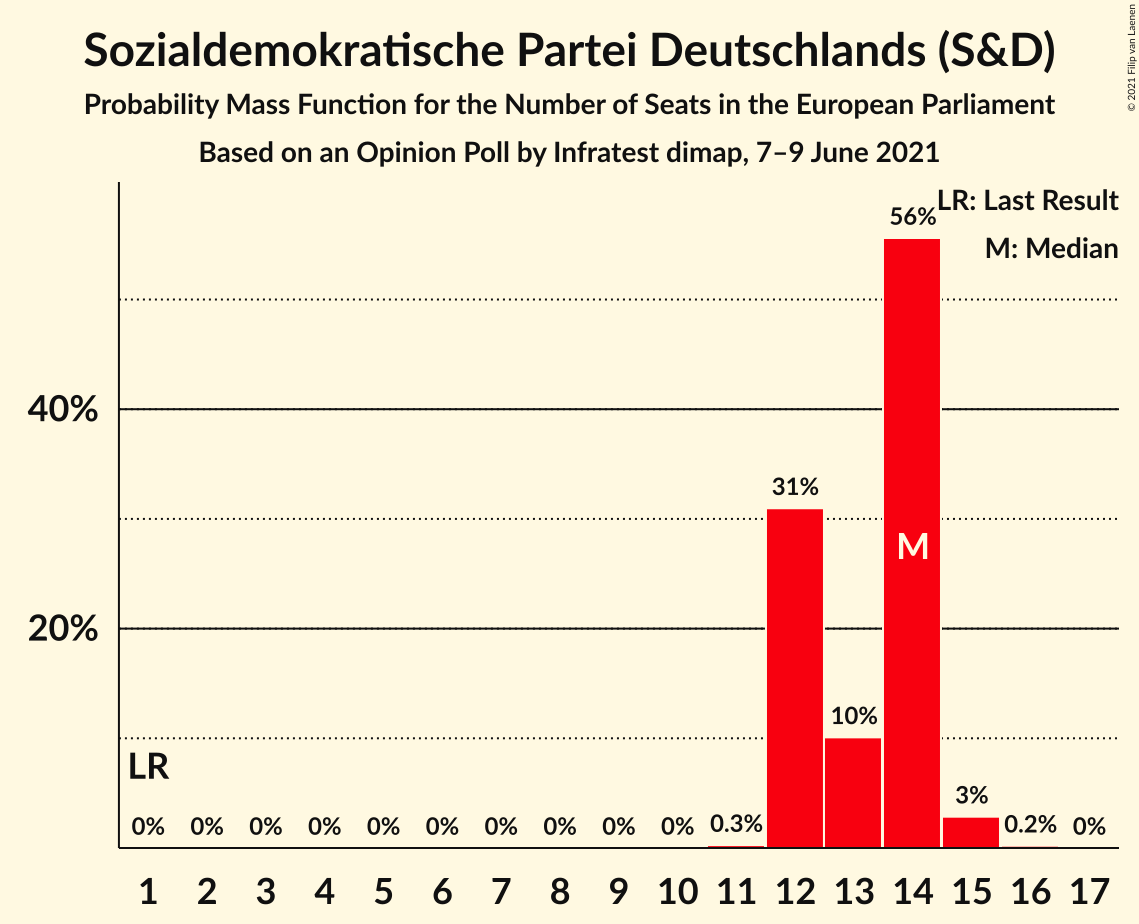 Sozialdemokratische Partei Deutschlands (S&D)
Probability Mass Function for the Number of Seats in the European Parliament
Based on an Opinion Poll by Infratest dimap, 7–9 June 2021
© 2021 Filip van Laenen
LR: Last Result
M: Median
56%
40%
31%
M
20%
10%
LR
3%
0% 0% 0% 0% 0% 0% 0% 0% 0% 0% 0.3% 0.2% 0%
1 2 3 4 5 6 7 8 9 10 11 12 13 14 15 16 17